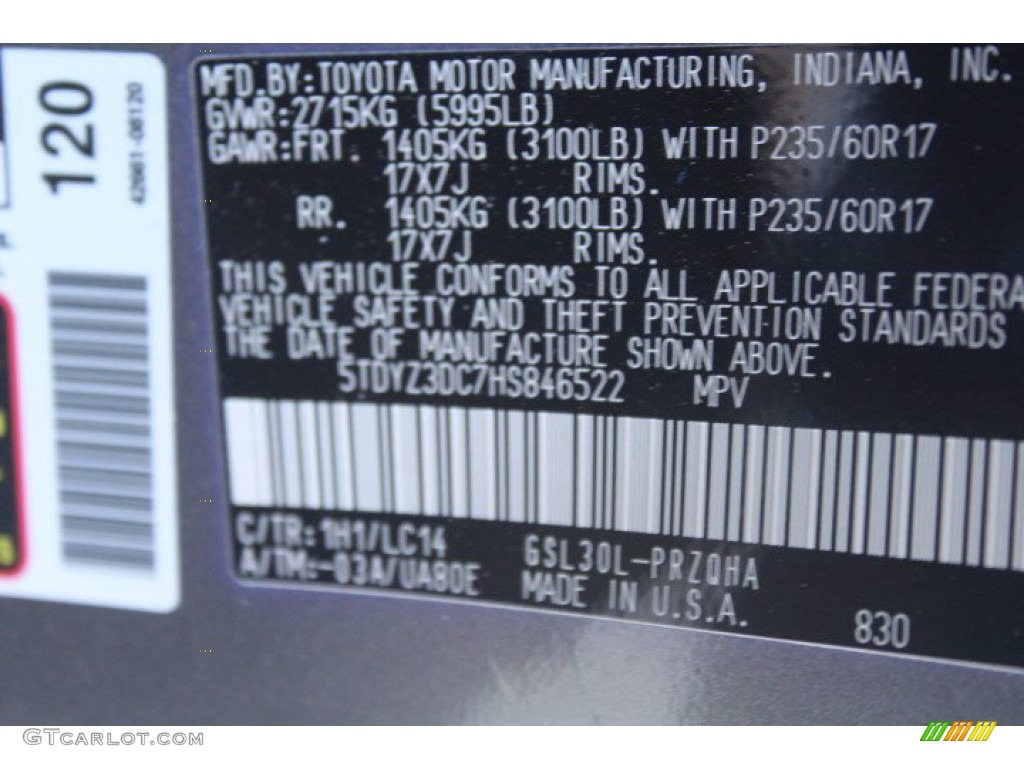 120
42661-08120
MFD.BY:TOYOTA MOTOR MANUFACTURING, INDIANA, INC.
GVWR:2715KG (5995LB)
GAWR:FRT. 1405KG (3100LB) WITH P235/60R17
17X7J RIMS.
RR. 1405KG (3100LB) WITH P235/60R17
17X7J RIMS.
THIS VEHICLE CONFORMS TO ALL APPLICABLE FEDERA
VEHICLE SAFETY AND THEFT PREVENTION STANDARDS
THE DATE OF MANUFACTURE SHOWN ABOVE.
5TDYZ3DC7HS846522 MPV
C/TR:1H1/LC14
A/TM:-03A/UA80E
GSL30L-PRZQHA
MADE IN U.S.A.
830
GTCarLot.com